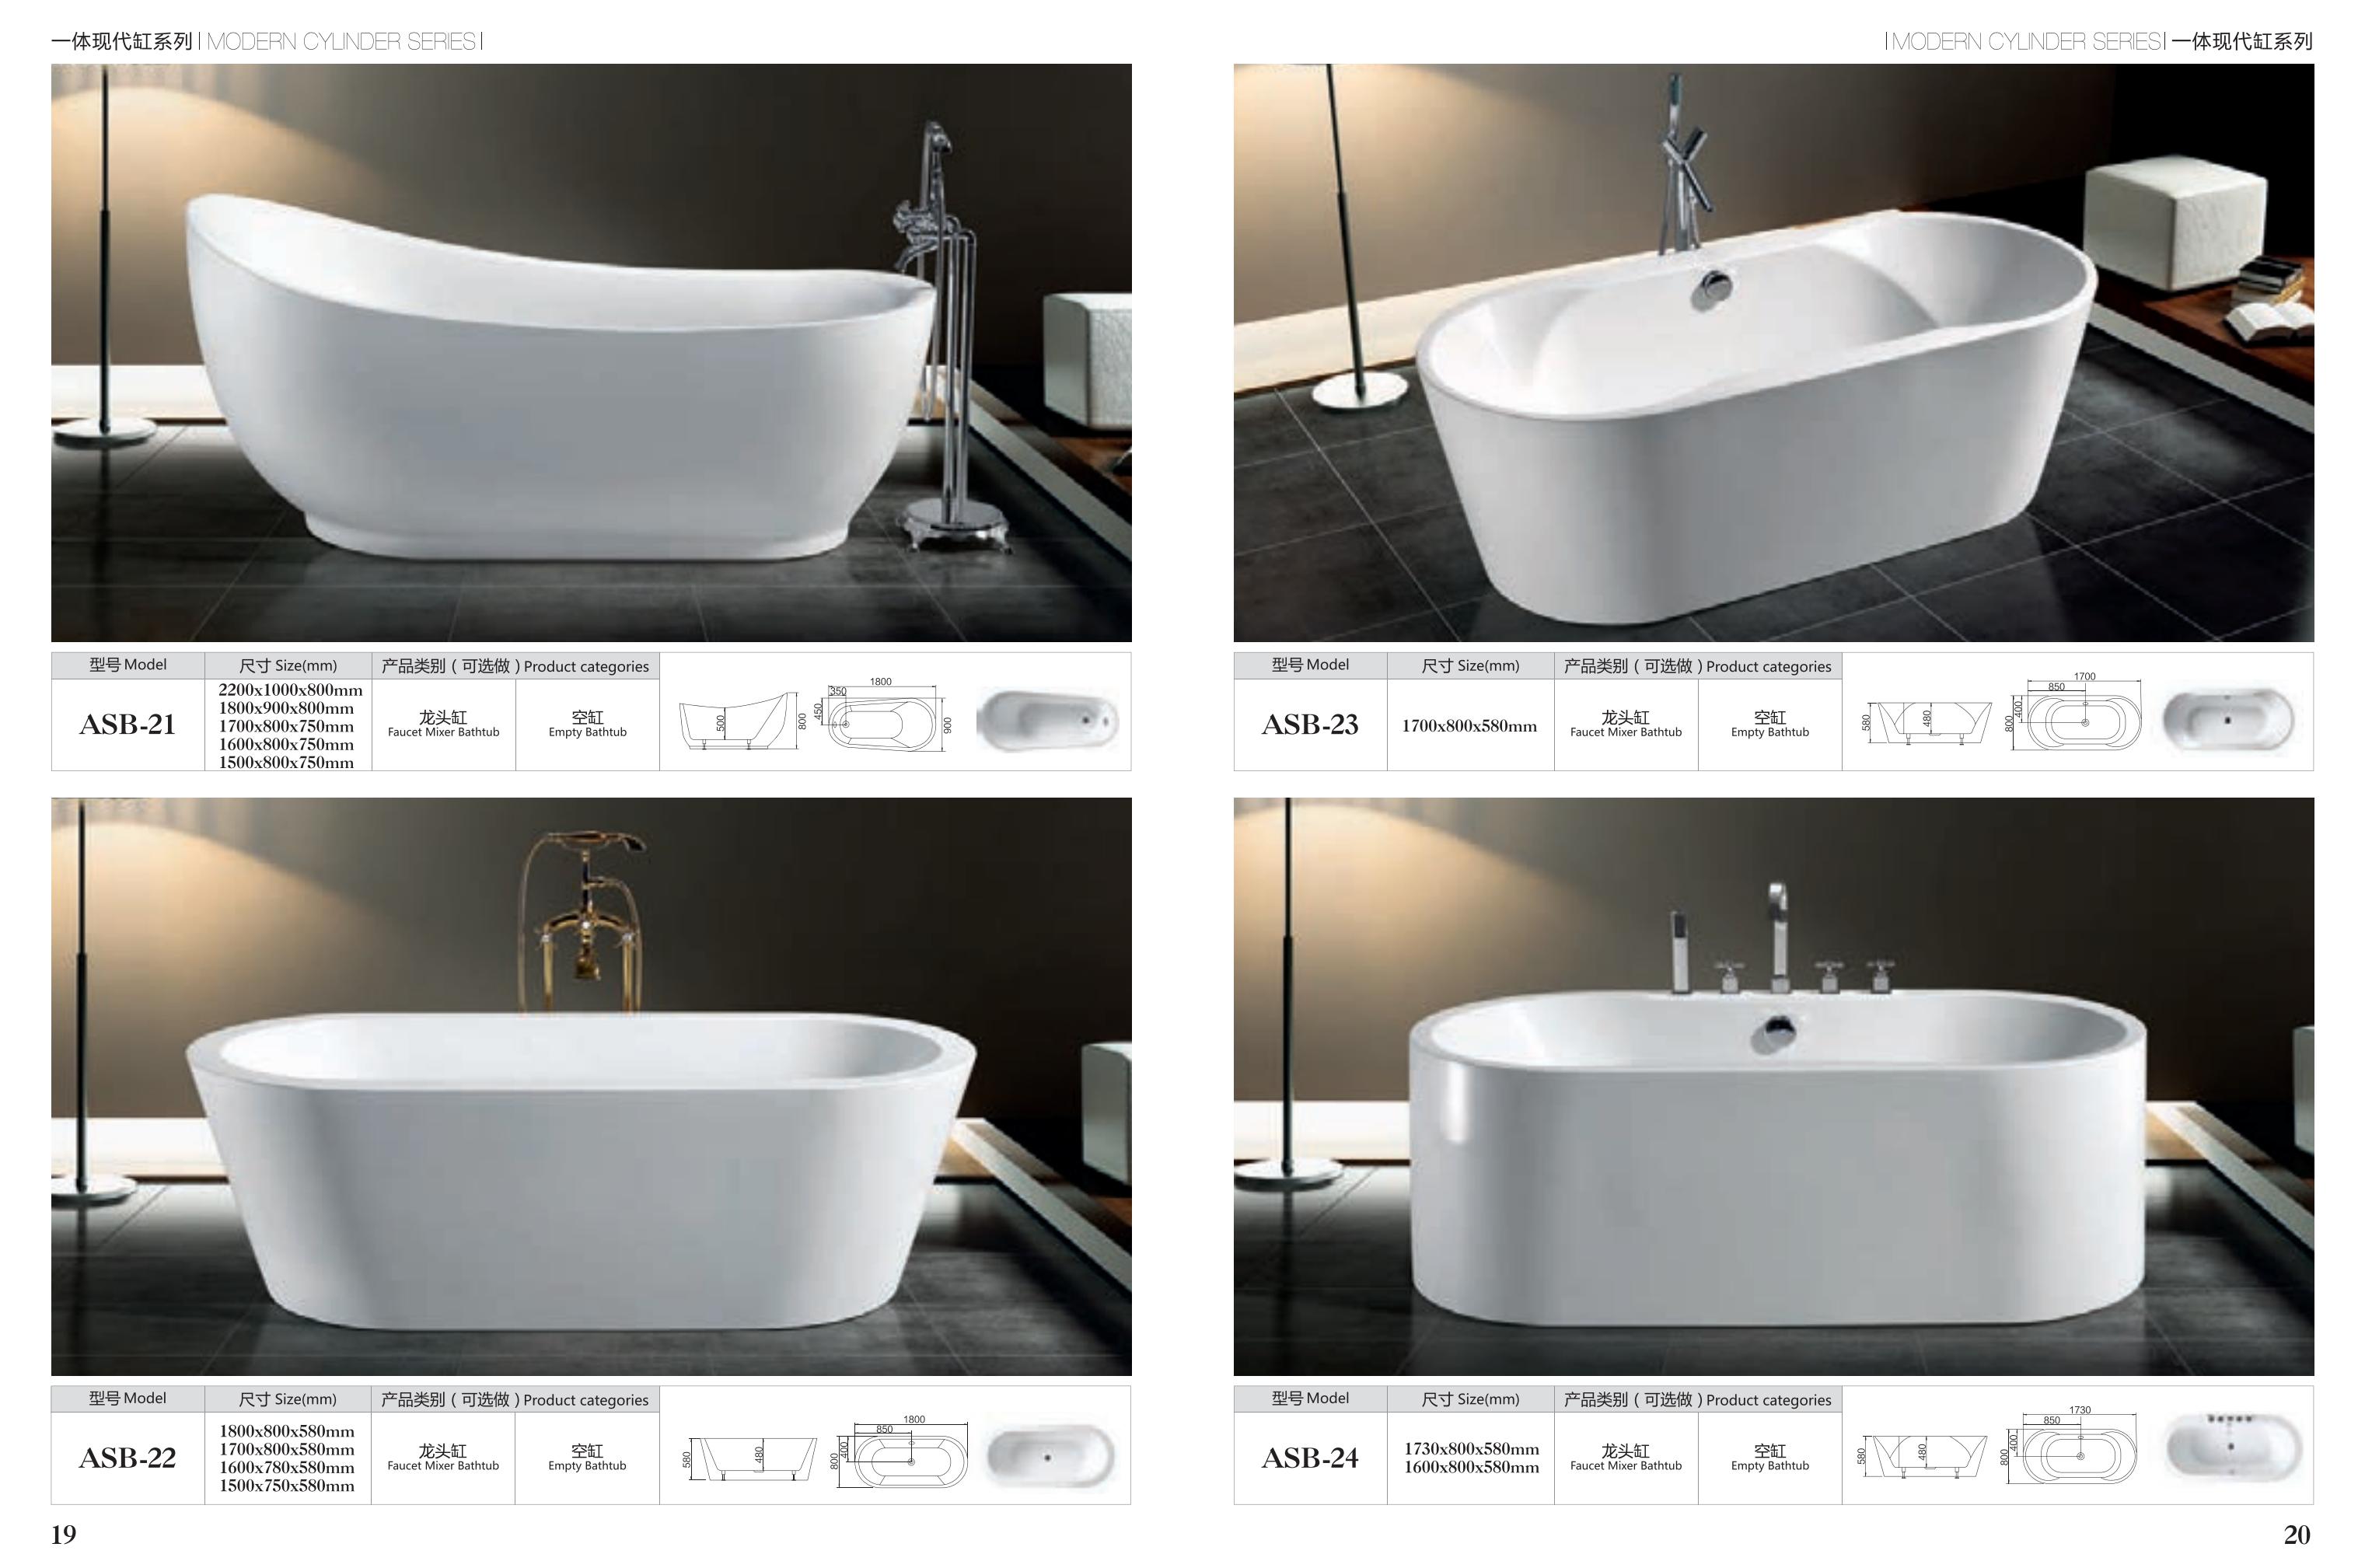 一体现代缸系列 | MODERN CYLINDER SERIES |
| MODERN CYLINDER SERIES | 一体现代缸系列
型号 Model
尺寸 Size(mm)
产品类别 ( 可选做 ) Product categories
ASB-21
2200x1000x800mm
1800x900x800mm
1700x800x750mm
1600x800x750mm
1500x800x750mm
龙头缸
Faucet Mixer Bathtub
空缸
Empty Bathtub
500
800
1800
350
450
900
型号 Model
尺寸 Size(mm)
产品类别 ( 可选做 ) Product categories
ASB-23
1700x800x580mm
龙头缸
Faucet Mixer Bathtub
空缸
Empty Bathtub
580
480
1700
850
800
400
型号 Model
尺寸 Size(mm)
产品类别 ( 可选做 ) Product categories
ASB-22
1800x800x580mm
1700x800x580mm
1600x780x580mm
1500x750x580mm
龙头缸
Faucet Mixer Bathtub
空缸
Empty Bathtub
580
480
1800
850
800
400
型号 Model
尺寸 Size(mm)
产品类别 ( 可选做 ) Product categories
ASB-24
1730x800x580mm
1600x800x580mm
龙头缸
Faucet Mixer Bathtub
空缸
Empty Bathtub
580
480
1730
850
800
400
19
20